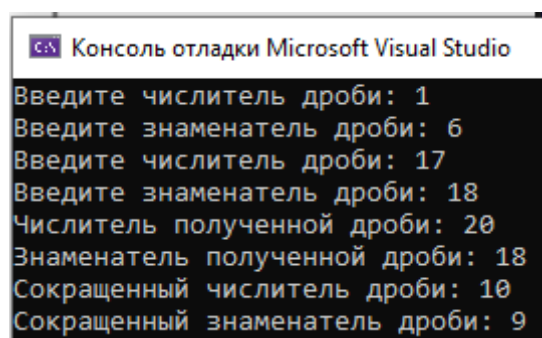 Консоль отладки Microsoft Visual Studio
Введите числитель дроби: 1
Введите знаменатель дроби: 6
Введите числитель дроби: 17
Введите знаменатель дроби: 18
Числитель полученной дроби: 20
Знаменатель полученной дроби: 18
Сокращенный числитель дроби: 10
Сокращенный знаменатель дроби: 9